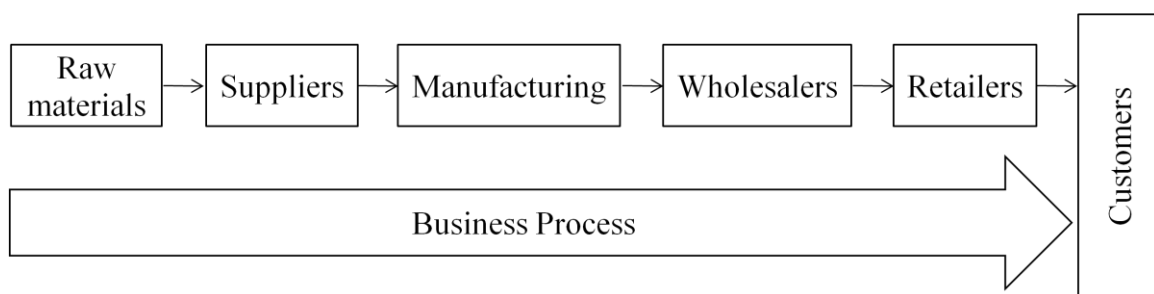 Raw
materials
Suppliers
Manufacturing
Wholesalers
Retailers
Customers
Business Process